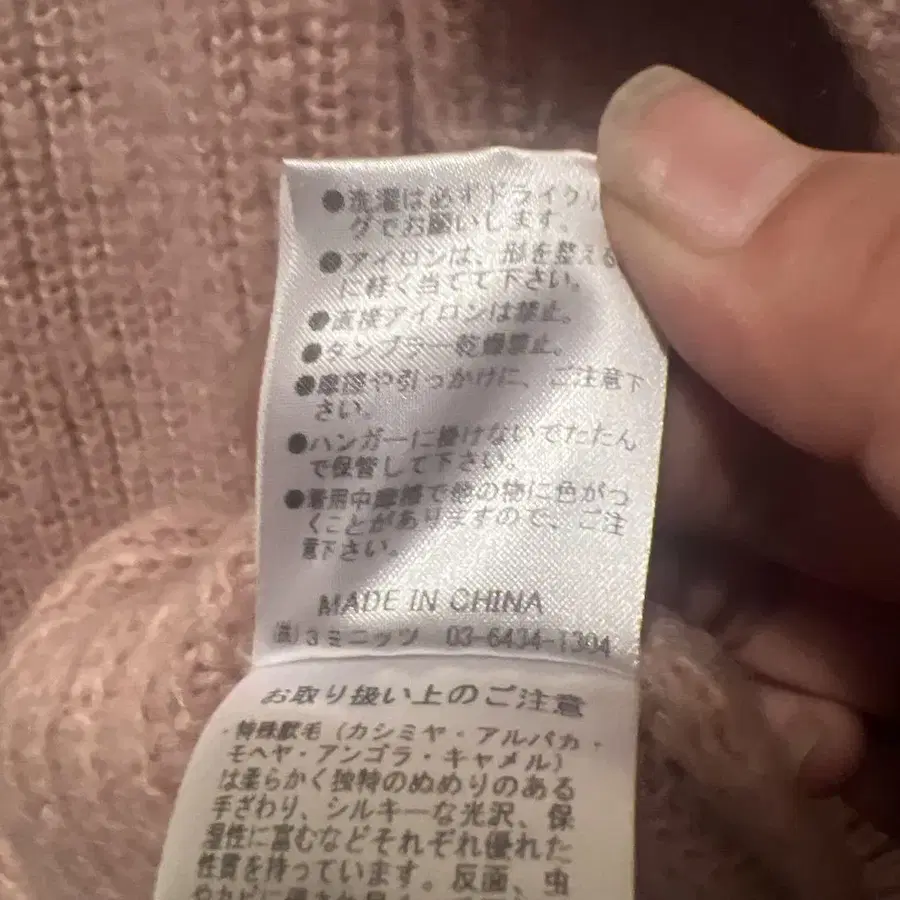 ●洗濯は必ずドライクリ
グでお願いします。
●アイロンは、形を整える
に軽く当てて下さい。
●直接アイロンは禁止。
●タンブラー乾燥禁止。
●摩擦や引っかけに、ご注意下
さい。
●ハンガーに掛けないでたたん
で保管して下さい。
●着用中摩擦で他の物に色がつ
くことがありますので、ご注
意下さい。
MADE IN CHINA
㈱3ミニッツ 03-6434-1304
お取り扱い上のご注意
・特殊獣毛(カシミヤ・アルパカ・
モヘヤ・アンゴラ・キャメル)
は柔らかく独特のぬめりのある
手ざわり、シルキーな光沢、保
湿性に富むなどそれぞれ優れた
性質を持っています。反面、虫